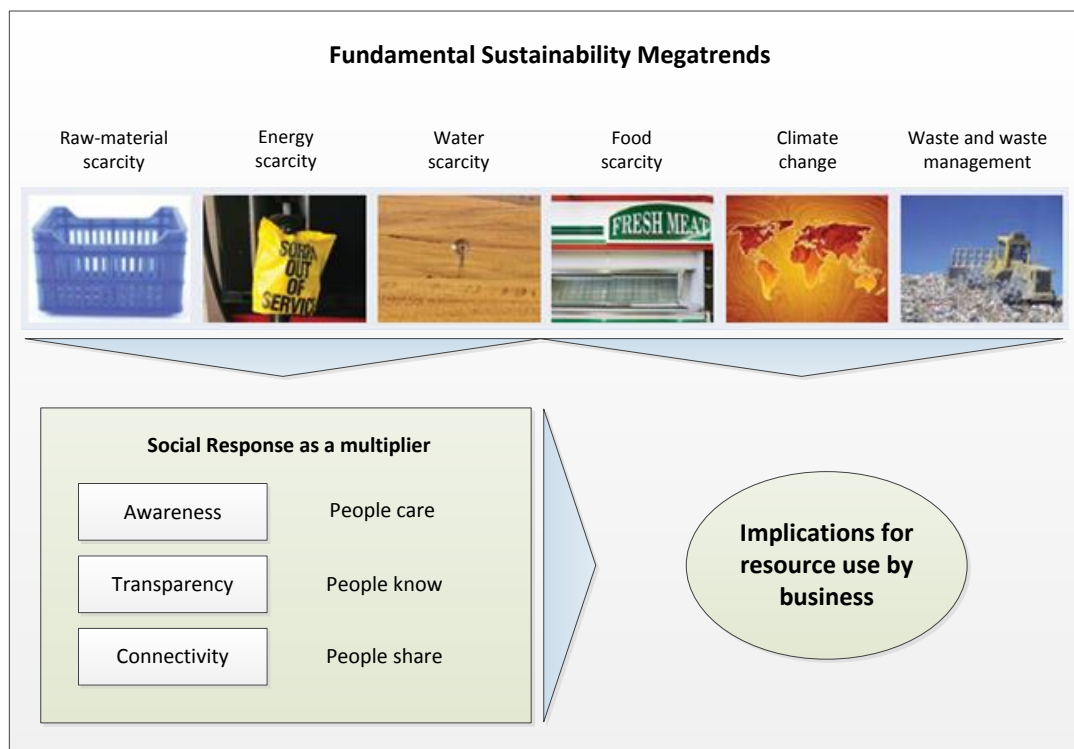 Fundamental Sustainability Megatrends
Raw-material
scarcity
Energy
scarcity
Water
scarcity
Food
scarcity
Climate
change
Waste and waste
management
SORRY
OUT
OF
SERVICE
FRESH MEAT
Social Response as a multiplier
Awareness
People care
Transparency
People know
Connectivity
People share
Implications for
resource use by
business